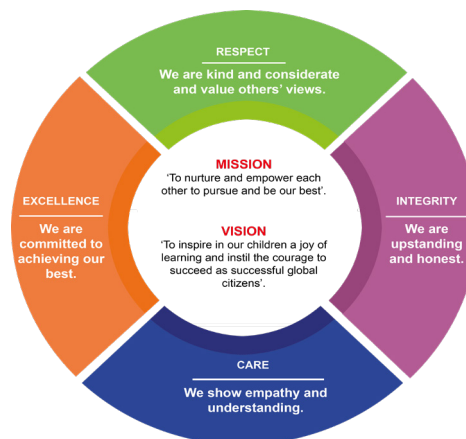 RESPECT
We are kind and considerate
and value others' views.
MISSION
'To nurture and empower each
other to pursue and be our best'.
EXCELLENCE
We are
committed to
achieving our
best.
VISION
'To inspire in our children a joy of
learning and instil the courage to
succeed as successful global
citizens'.
INTEGRITY
We are
upstanding
and honest.
CARE
We show empathy and
understanding.